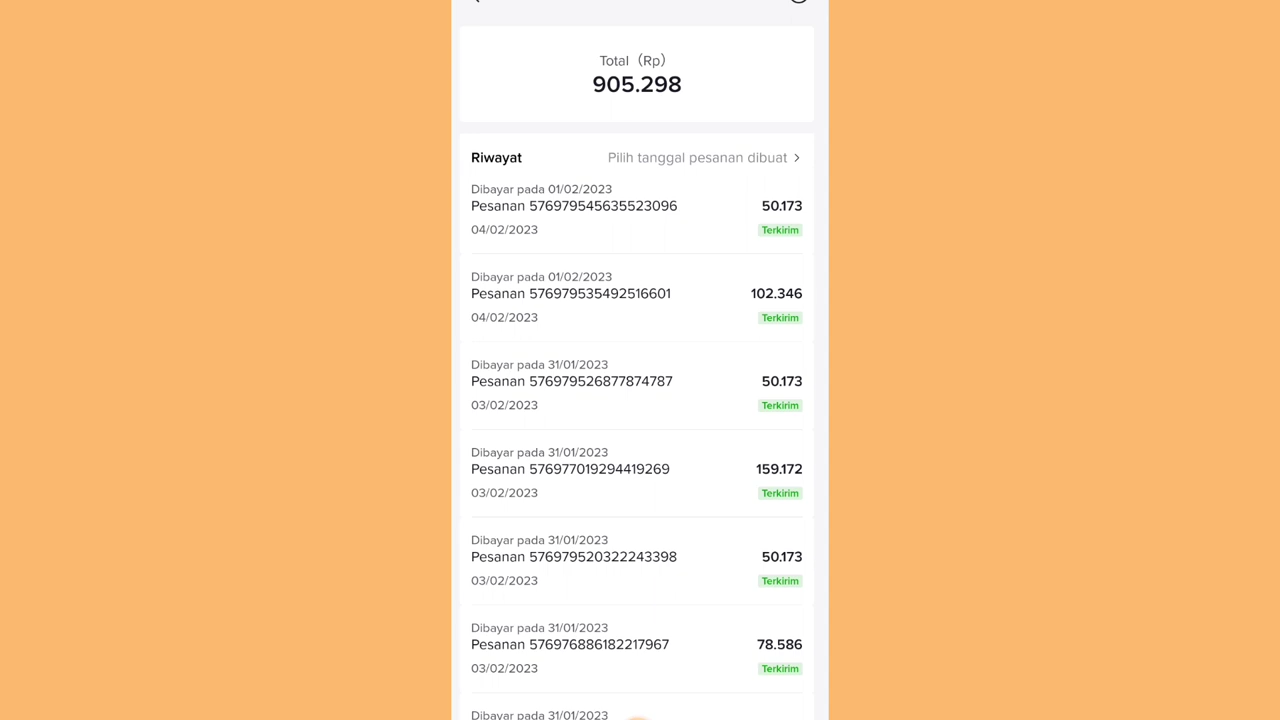 Total（Rp）
905.298
Riwayat Pilih tanggal pesanan dibuat
Dibayar pada 01/02/2023
Pesanan 576979545635523096 50.173
04/02/2023 Terkirim
Dibayar pada 01/02/2023
Pesanan 576979535492516601 102.346
04/02/2023 Terkirim
Dibayar pada 31/01/2023
Pesanan 576979526877874787 50.173
03/02/2023 Terkirim
Dibayar pada 31/01/2023
Pesanan 576977019294419269 159.172
03/02/2023 Terkirim
Dibayar pada 31/01/2023
Pesanan 576979520322243398 50.173
03/02/2023 Terkirim
Dibayar pada 31/01/2023
Pesanan 576976886182217967 78.586
03/02/2023 Terkirim
Dibayar pada 31/01/2023